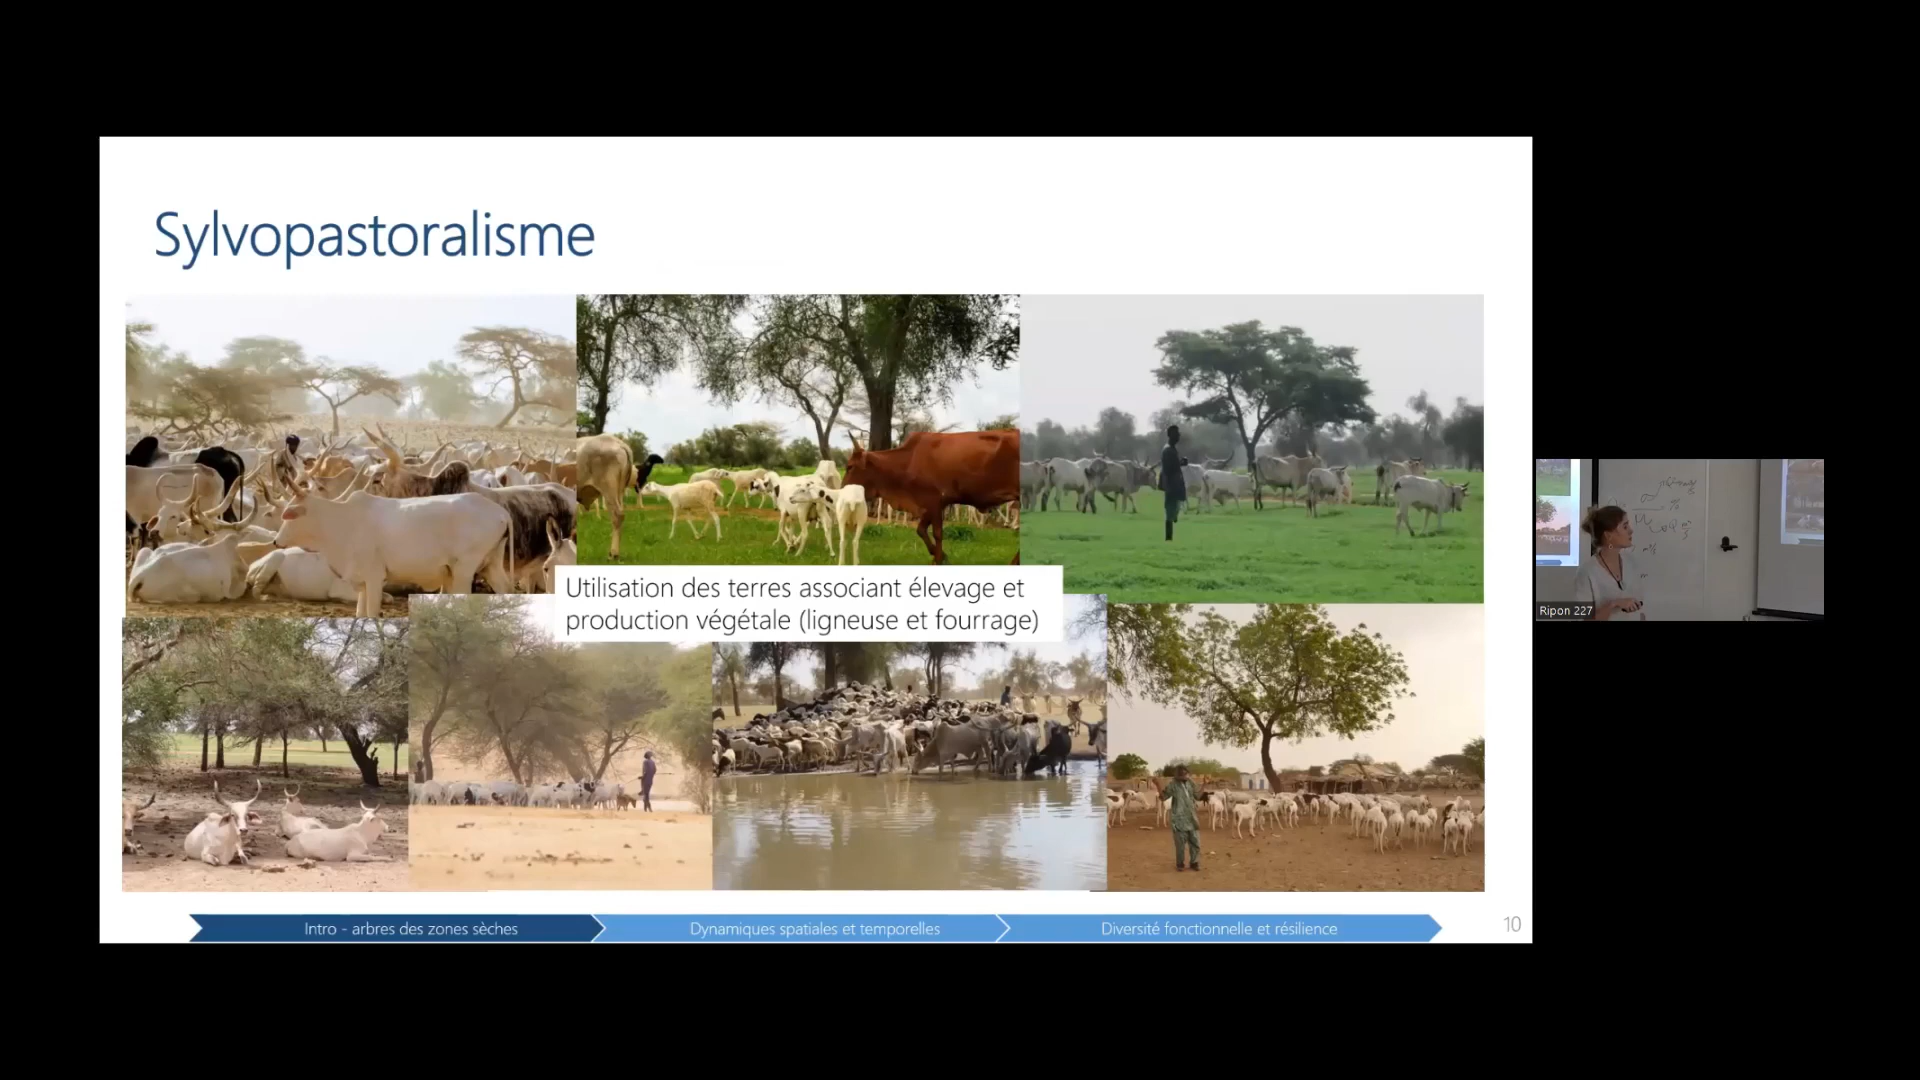 Sylvopastoralisme
Utilisation des terres associant élevage et
production végétale (ligneuse et fourrage)
Intro - arbres des zones sèches
Dynamiques spatiales et temporelles
Diversité fonctionnelle et résilience
10
Ripon 227